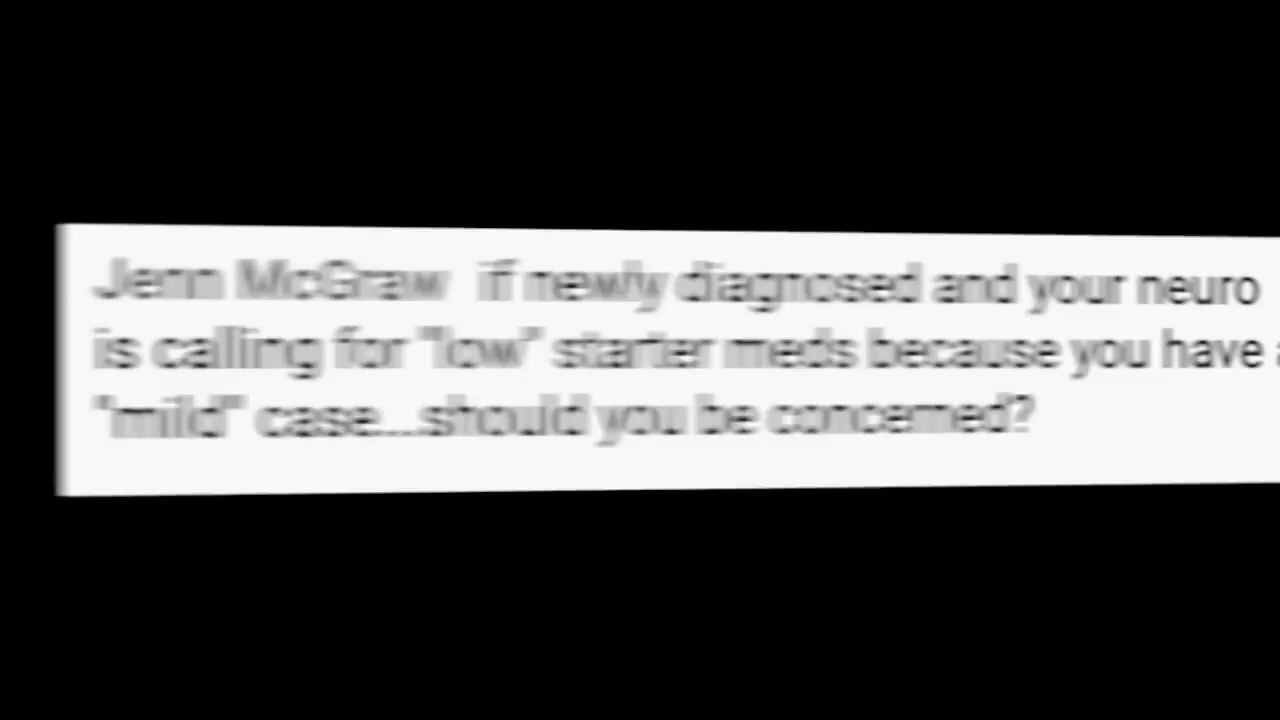 Jenn McGraw if newly diagnosed and your neuro
is calling for "low" starter meds because you have a
"mild" case...should you be concerned?